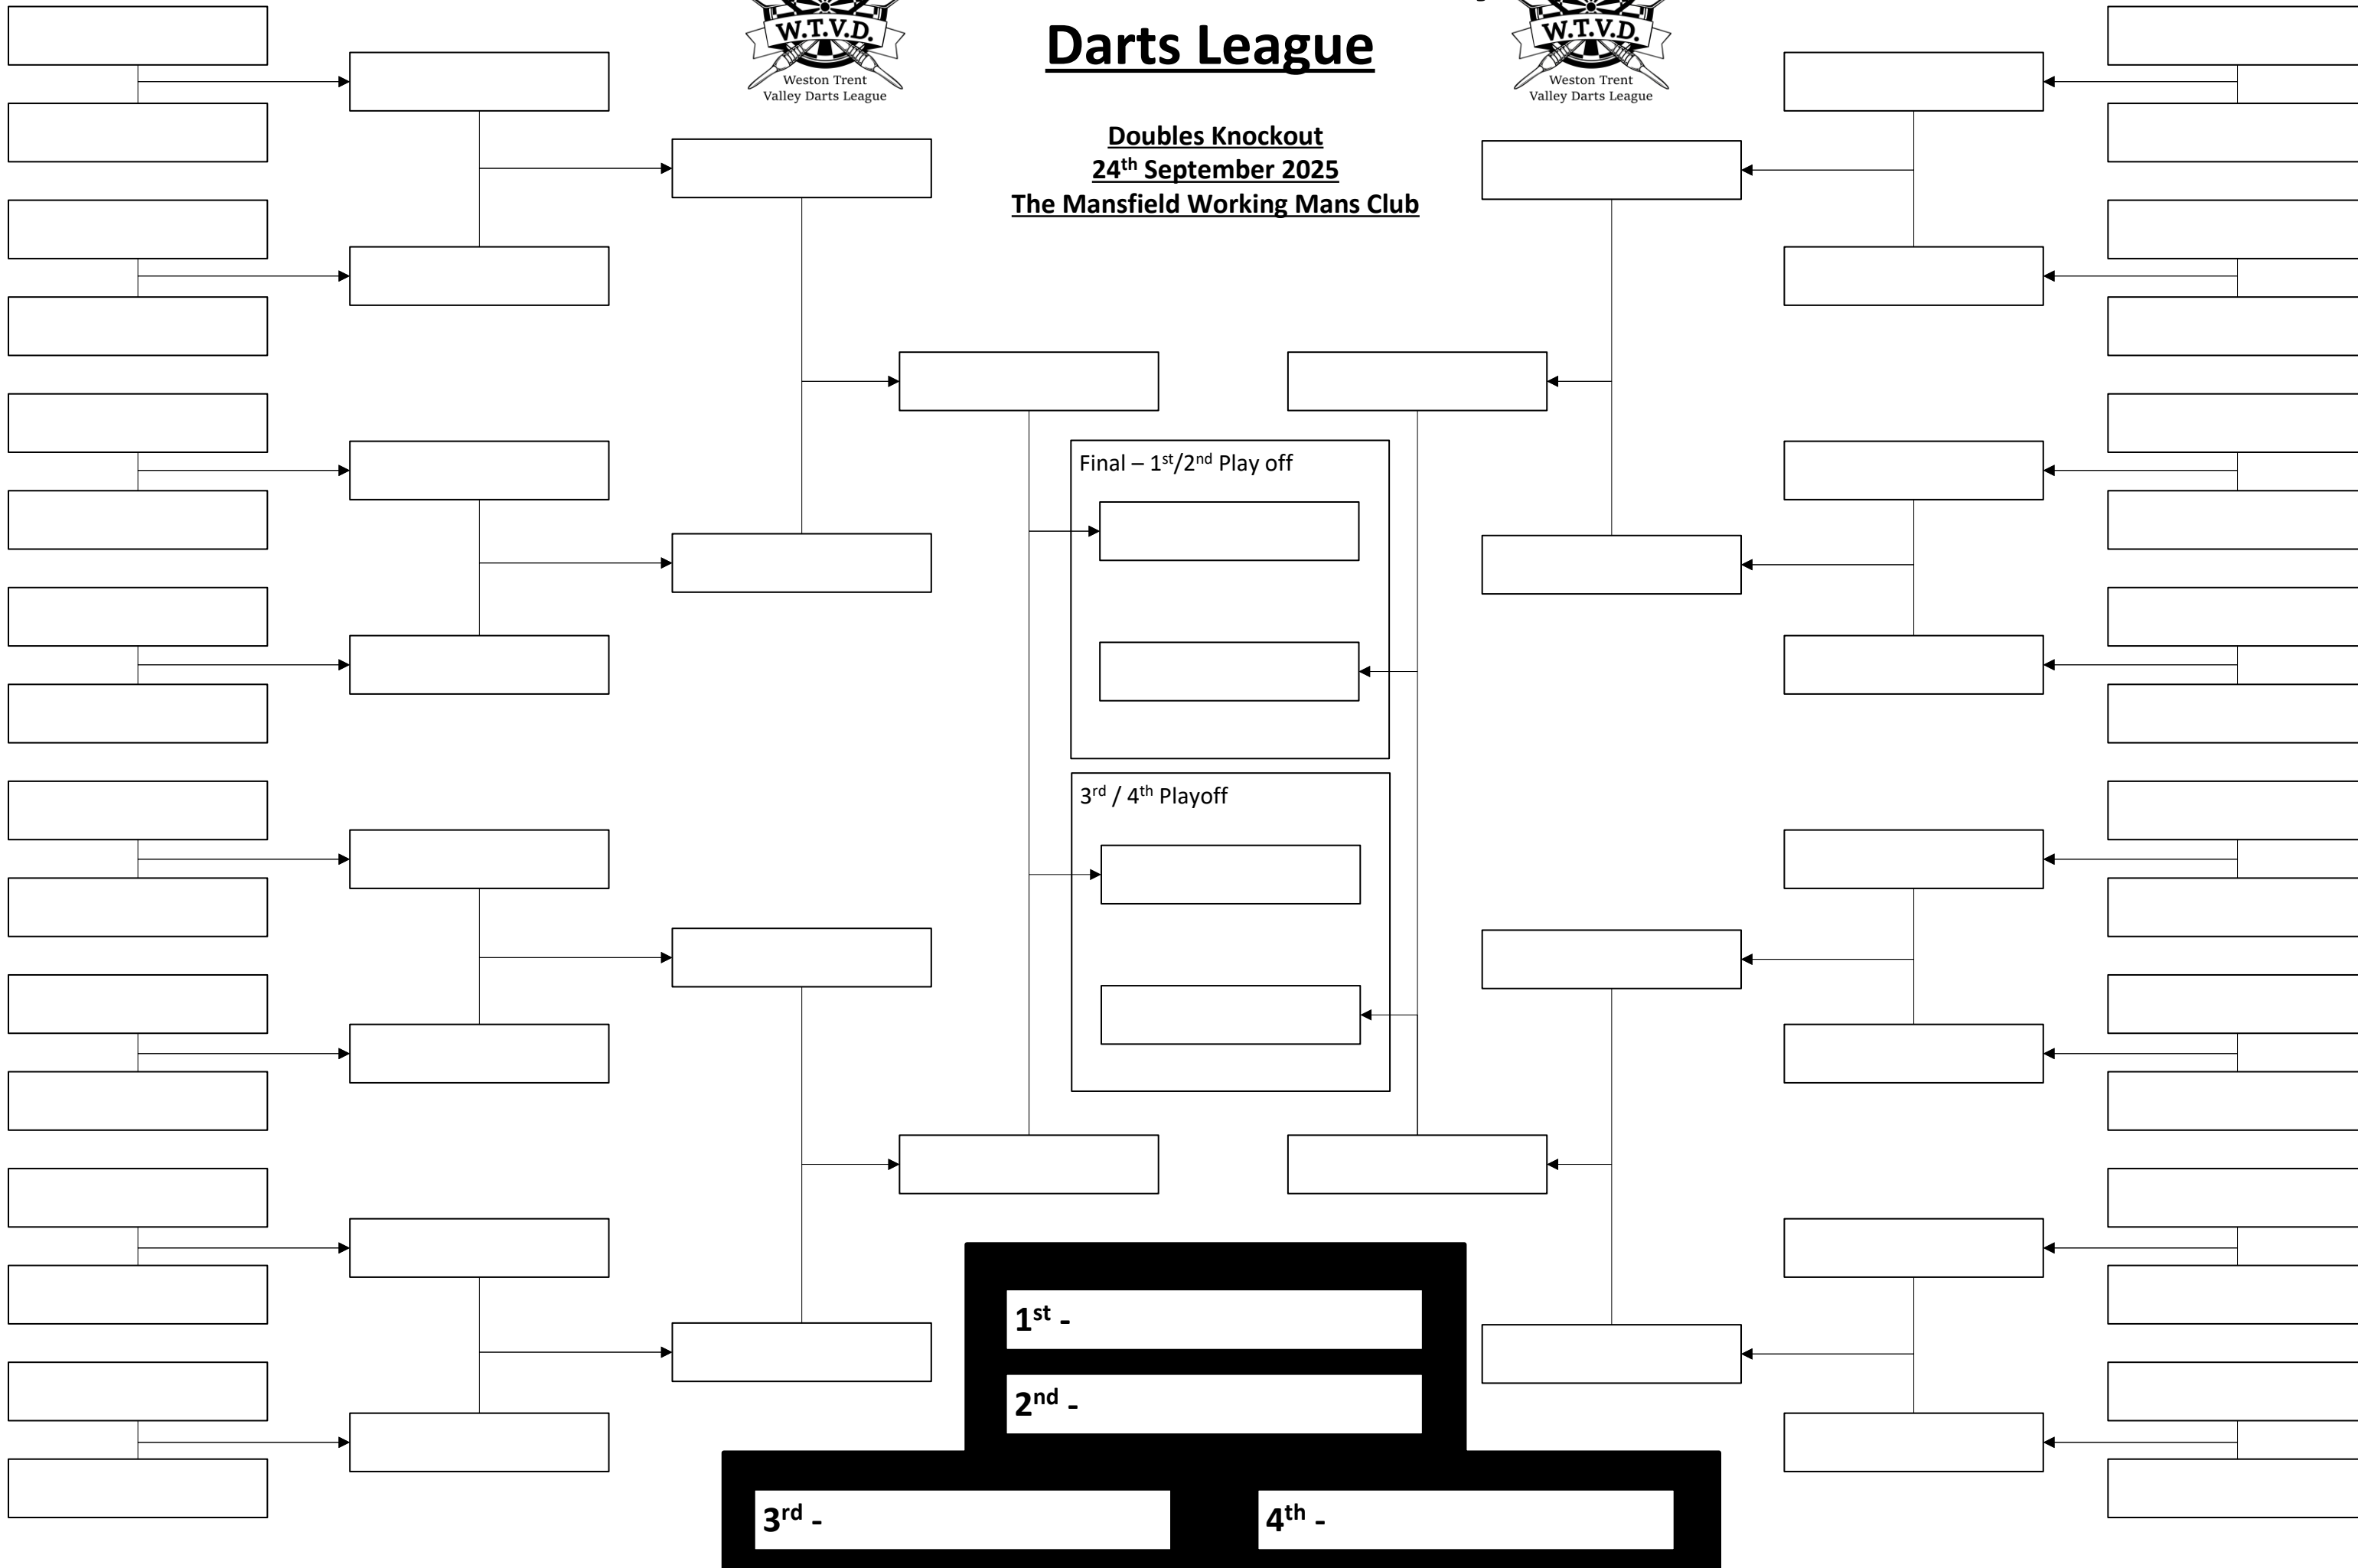 W.T.V.D.
Weston Trent
Valley Darts League
Darts League
W.T.V.D.
Weston Trent
Valley Darts League
Doubles Knockout
24th September 2025
The Mansfield Working Mans Club
Final – 1st/2nd Play off
3rd / 4th Playoff
1st -
2nd -
3rd -
4th -